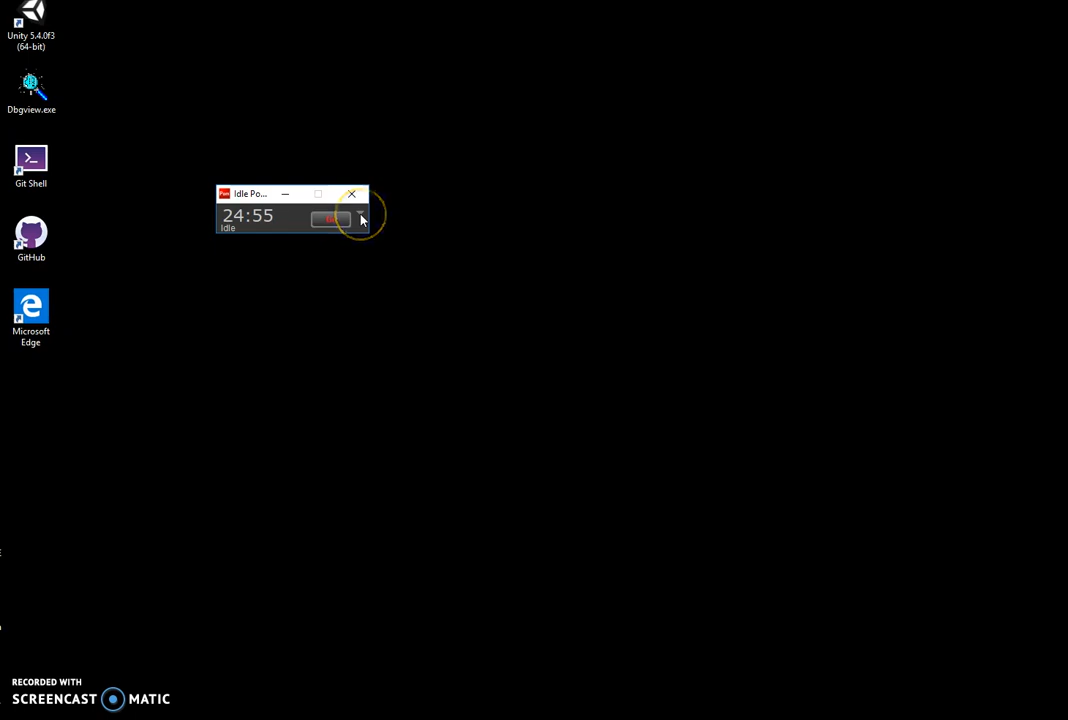 Unity 5.4.0f3
(64-bit)
Dbgview.exe
Git Shell
GitHub
Microsoft
Edge
Idle Po...
24:55
Idle
RECORDED WITH
SCREENCAST MATIC